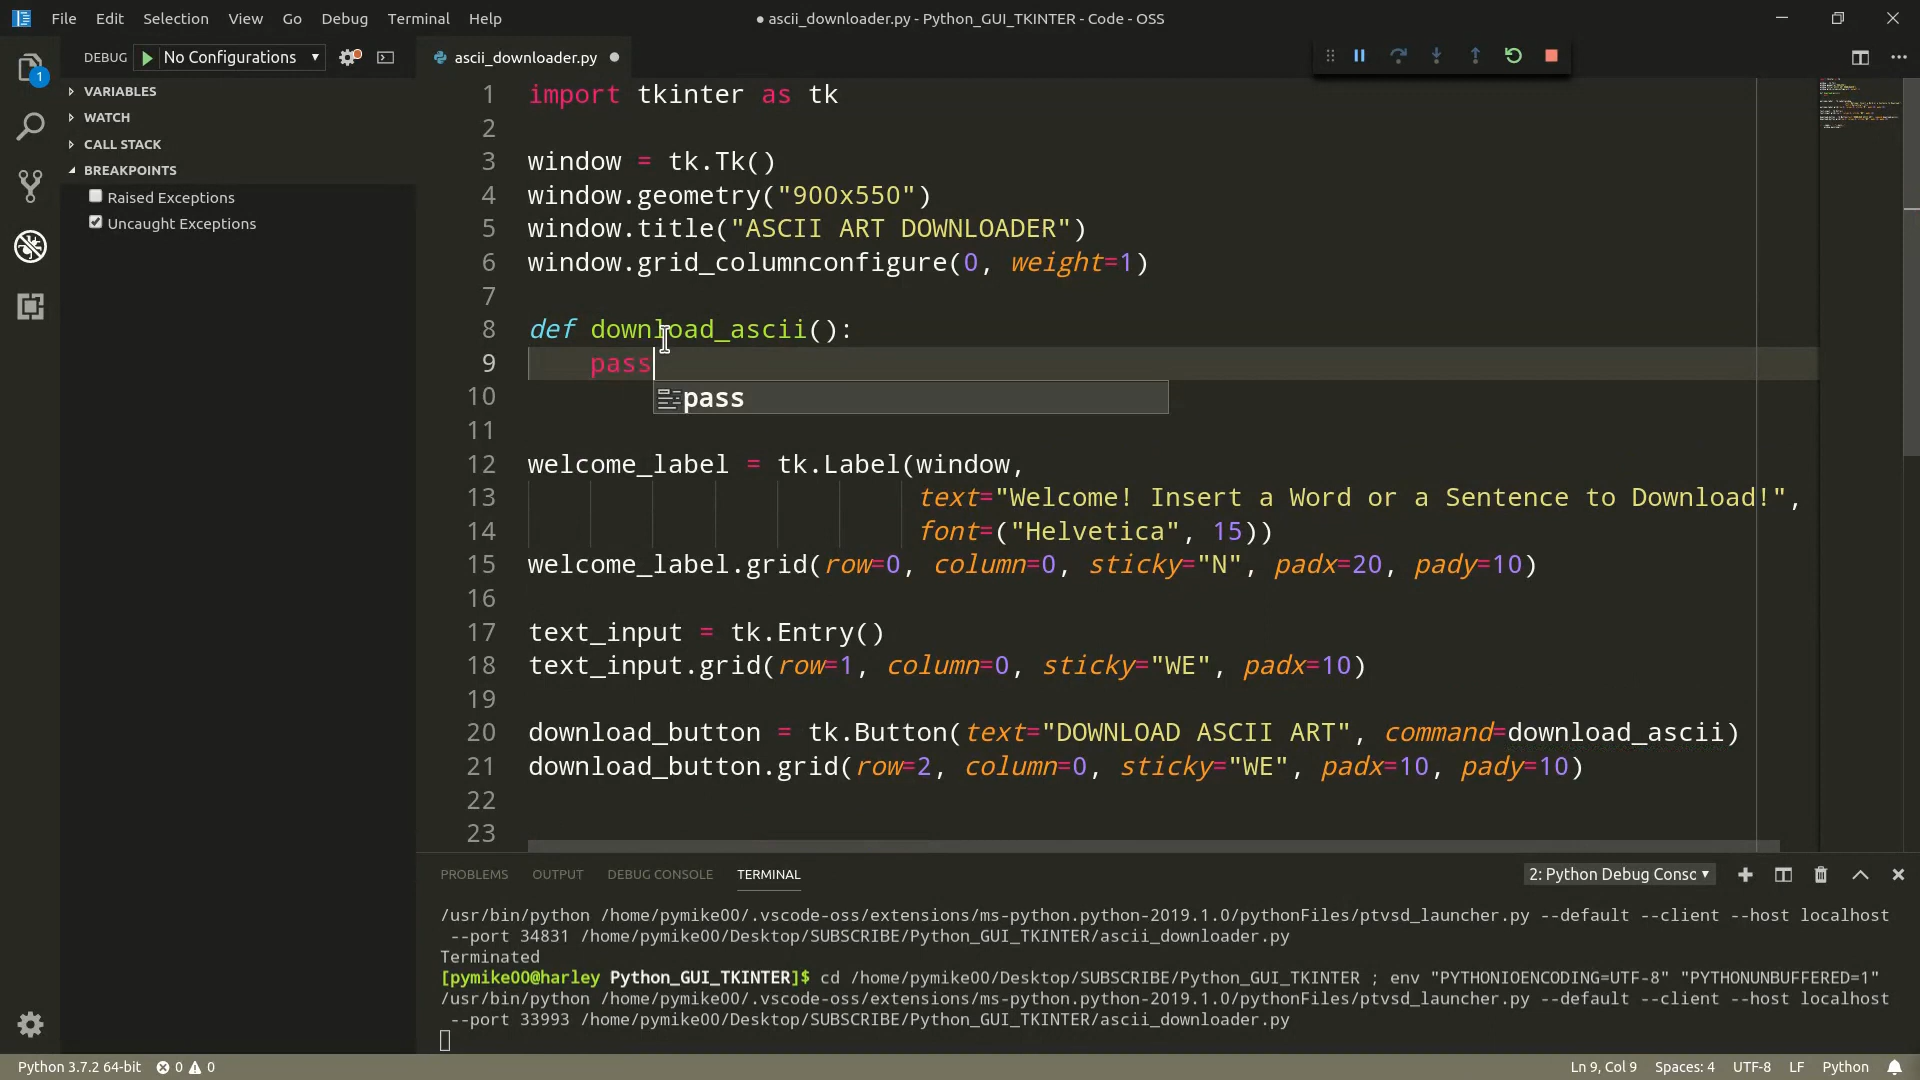 File Edit Selection View Go Debug Terminal Help
● ascii_downloader.py - Python_GUI_TKINTER - Code - OSS
DEBUG No Configurations
ascii_downloader.py
1
VARIABLES
WATCH
CALL STACK
BREAKPOINTS
Raised Exceptions
Uncaught Exceptions
1 import tkinter as tk
2
3 window = tk.Tk()
4 window.geometry("900x550")
5 window.title("ASCII ART DOWNLOADER")
6 window.grid_columnconfigure(0, weight=1)
7
8 def download_ascii():
9 pass
10 pass
11
12 welcome_label = tk.Label(window,
13 text="Welcome! Insert a Word or a Sentence to Download!",
14 font=("Helvetica", 15))
15 welcome_label.grid(row=0, column=0, sticky="N", padx=20, pady=10)
16
17 text_input = tk.Entry()
18 text_input.grid(row=1, column=0, sticky="WE", padx=10)
19
20 download_button = tk.Button(text="DOWNLOAD ASCII ART", command=download_ascii)
21 download_button.grid(row=2, column=0, sticky="WE", padx=10, pady=10)
22
23
PROBLEMS OUTPUT DEBUG CONSOLE TERMINAL 2: Python Debug Consc
/usr/bin/python /home/pymike00/.vscode-oss/extensions/ms-python.python-2019.1.0/pythonFiles/ptvsd_launcher.py --default --client --host localhost
--port 34831 /home/pymike00/Desktop/SUBSCRIBE/Python_GUI_TKINTER/ascii_downloader.py
Terminated
[pymike00@harley Python_GUI_TKINTER]$ cd /home/pymike00/Desktop/SUBSCRIBE/Python_GUI_TKINTER ; env "PYTHONIOENCODING=UTF-8" "PYTHONUNBUFFERED=1"
/usr/bin/python /home/pymike00/.vscode-oss/extensions/ms-python.python-2019.1.0/pythonFiles/ptvsd_launcher.py --default --client --host localhost
--port 33993 /home/pymike00/Desktop/SUBSCRIBE/Python_GUI_TKINTER/ascii_downloader.py
Python 3.7.2 64-bit 0 0 Ln 9, Col 9 Spaces: 4 UTF-8 LF Python